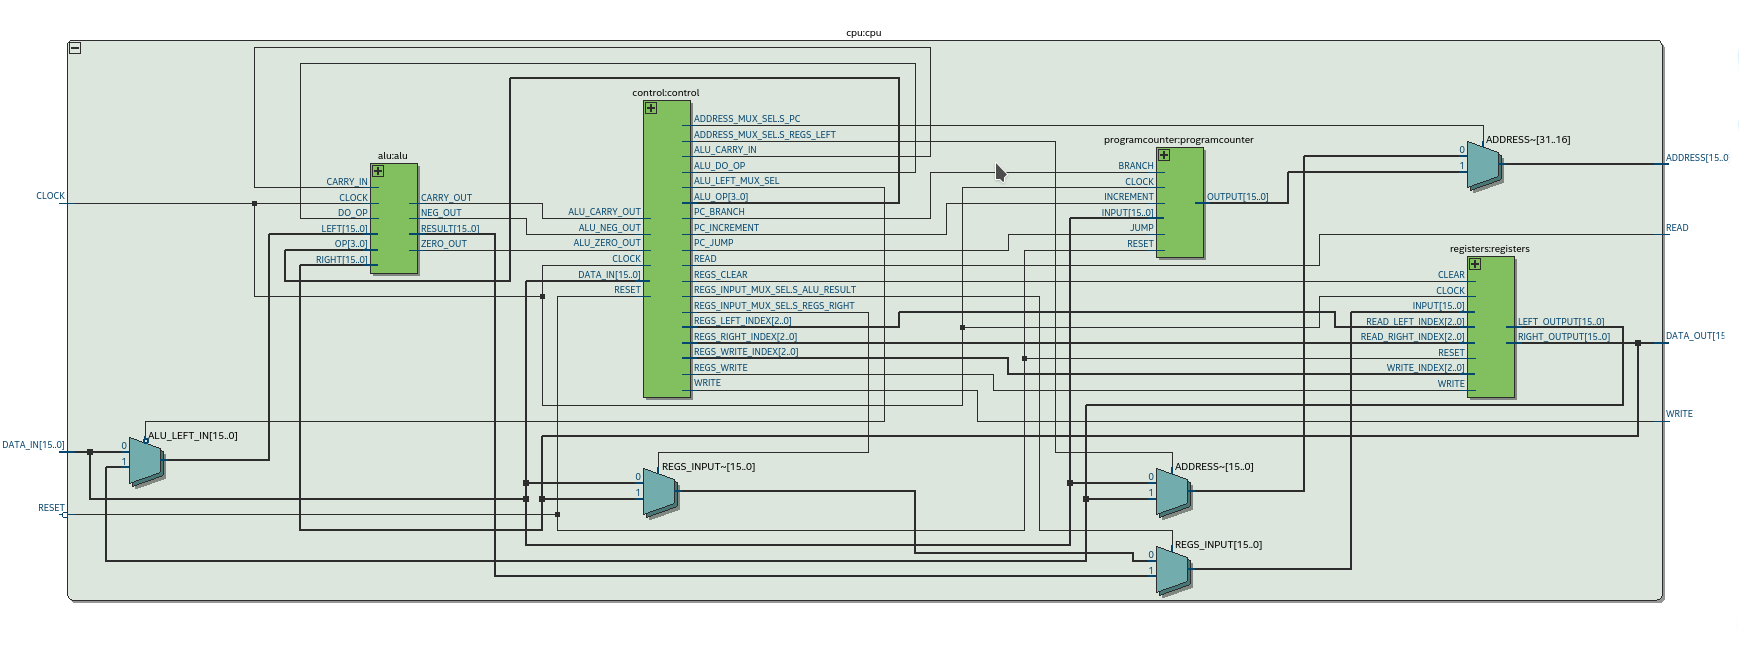 cpu:cpu
control:control
ADDRESS_MUX_SEL.S_PC
ADDRESS_MUX_SEL.S_REGS_LEFT
ALU_CARRY_IN
ALU_DO_OP
ALU_LEFT_MUX_SEL
ALU_OP[3..0]
PC_BRANCH
PC_INCREMENT
PC_JUMP
READ
REGS_CLEAR
REGS_INPUT_MUX_SEL.S_ALU_RESULT
REGS_INPUT_MUX_SEL.S_REGS_RIGHT
REGS_LEFT_INDEX[2..0]
REGS_RIGHT_INDEX[2..0]
REGS_WRITE_INDEX[2..0]
REGS_WRITE
WRITE
ALU_CARRY_OUT
ALU_NEG_OUT
ALU_ZERO_OUT
CLOCK
DATA_IN[15..0]
RESET
alu:alu
CARRY_IN
CLOCK
DO_OP
LEFT[15..0]
OP[3..0]
RIGHT[15..0]
CARRY_OUT
NEG_OUT
RESULT[15..0]
ZERO_OUT
programcounter:programcounter
BRANCH
CLOCK
INCREMENT
INPUT[15..0]
JUMP
RESET
OUTPUT[15..0]
ADDRESS~[31..16]
0
1
registers:registers
CLEAR
CLOCK
INPUT[15..0]
READ_LEFT_INDEX[2..0]
READ_RIGHT_INDEX[2..0]
RESET
WRITE_INDEX[2..0]
WRITE
LEFT_OUTPUT[15..0]
RIGHT_OUTPUT[15..0]
CLOCK
DATA_IN[15..0]
RESET
ADDRESS[15..0
READ
DATA_OUT[15
WRITE
ALU_LEFT_IN[15..0]
0
1
REGS_INPUT~[15..0]
0
1
ADDRESS~[15..0]
0
1
REGS_INPUT[15..0]
0
1